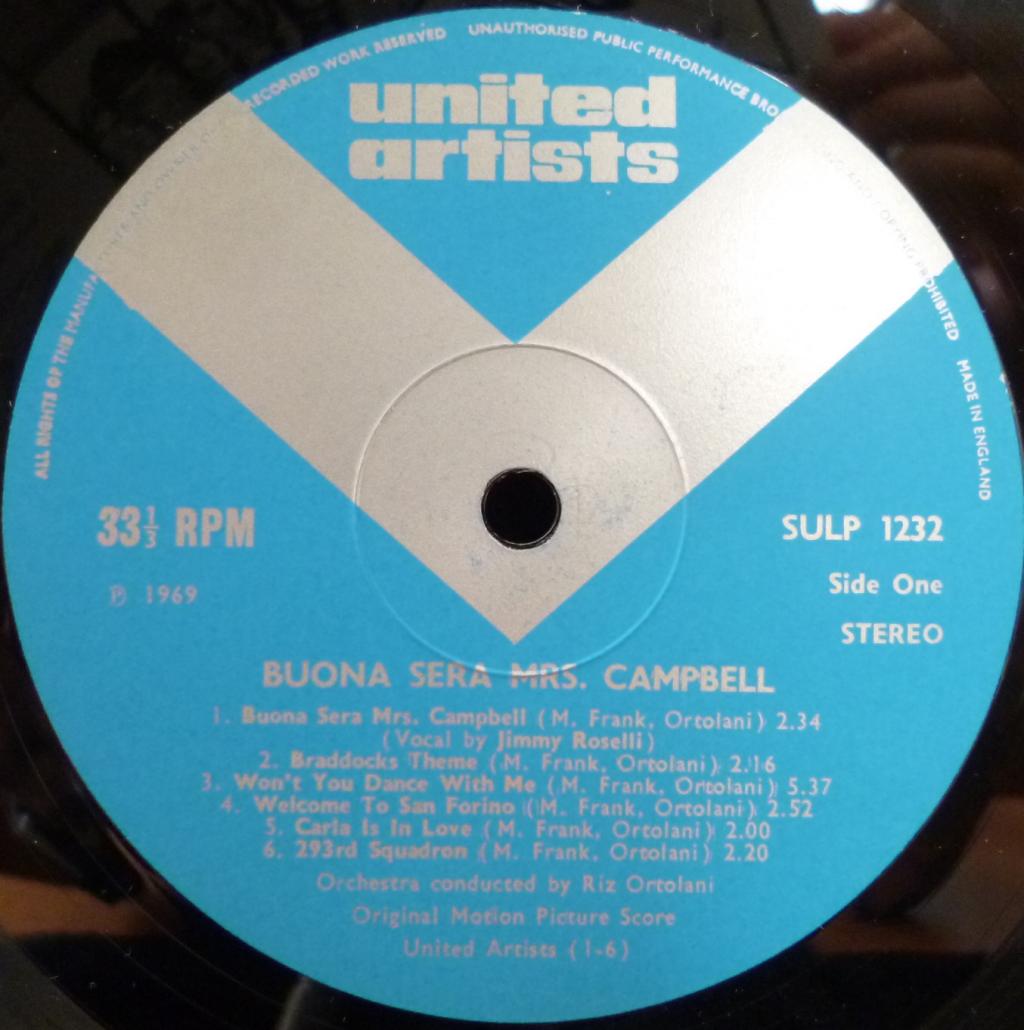 ALL RIGHTS OF THE MANUFACTURER AND OWNER OF RECORDED WORK RESERVED UNAUTHORISED PUBLIC PERFORMANCE BRO COPYING PROHIBITED MADE IN ENGLAND
united
artists
33 1/3 RPM
SULP 1232
℗ 1969
Side One
STEREO
BUONA SERA MRS. CAMPBELL
1. Buona Sera Mrs. Campbell (M. Frank, Ortolani) 2.34
(Vocal by Jimmy Roselli)
2. Braddocks Theme (M. Frank, Ortolani) 2.16
3. Won't You Dance With Me (M. Frank, Ortolani) 5.37
4. Welcome To San Forino (M. Frank, Ortolani) 2.52
5. Carla Is In Love (M. Frank, Ortolani) 2.00
6. 293rd Squadron (M. Frank, Ortolani) 2.20
Orchestra conducted by Riz Ortolani
Original Motion Picture Score
United Artists (1-6)